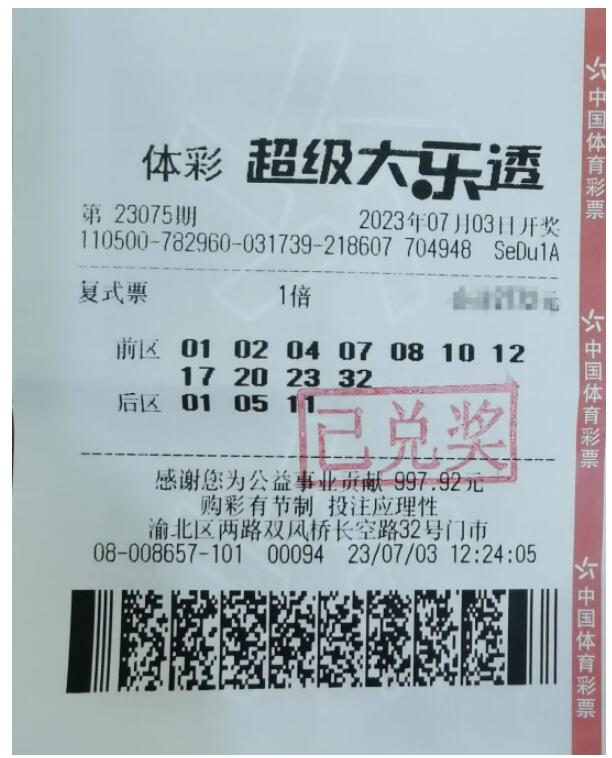 体彩 超级大乐透
第 23075期 2023年07月03日开奖
110500-782960-031739-218607 704948 SeDu1A
复式票 1倍 元
前区 01 02 04 07 08 10 12
17 20 23 32
后区 01 05 11
已兑奖
感谢您为公益事业贡献 997.92元
购彩有节制 投注应理性
渝北区两路双凤桥长空路32号门市
08-008657-101 00094 23/07/03 12:24:05
中国体育彩票
中国体育彩票
中国体育彩票